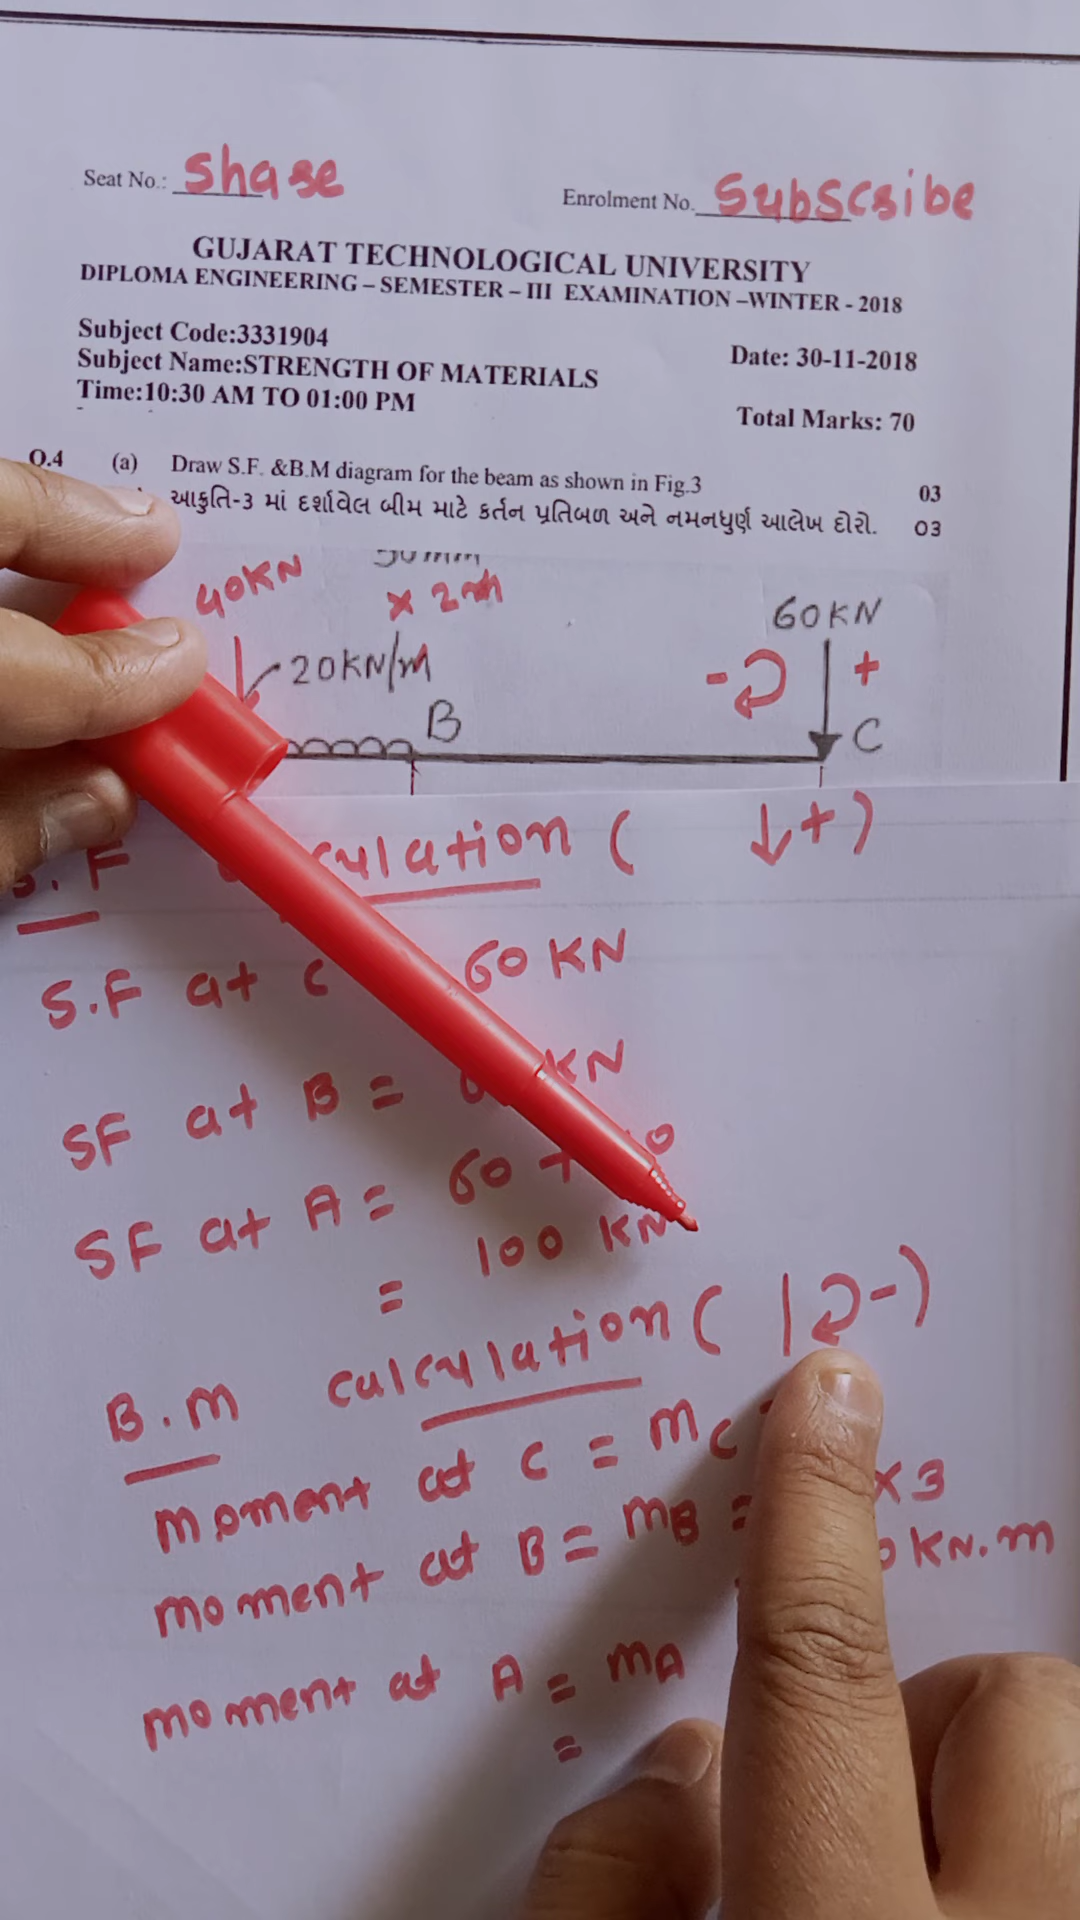 Seat No.: Shase
Enrolment No. Subscsibe
GUJARAT TECHNOLOGICAL UNIVERSITY
DIPLOMA ENGINEERING – SEMESTER – III EXAMINATION –WINTER - 2018
Subject Code:3331904
Date: 30-11-2018
Subject Name:STRENGTH OF MATERIALS
Time:10:30 AM TO 01:00 PM
Total Marks: 70
Q.4 (a) Draw S.F. &B.M diagram for the beam as shown in Fig.3 03
આકૃતિ-૩ માં દર્શાવેલ બીમ માટે કર્તન પ્રતિબળ અને નમનધુર્ણ આલેખ દોરો. ૦૩
40KN
× 2m
60KN
20KN/m
- +
B
C
S.F calculation ( ↓+)
S.F at C 60 KN
SF at B = KN
SF at A = 60 +
= 100 KN
B.M calculation ( | -)
moment at C = Mc
moment at B = MB = ×3
KN.m
moment at A = MA
=